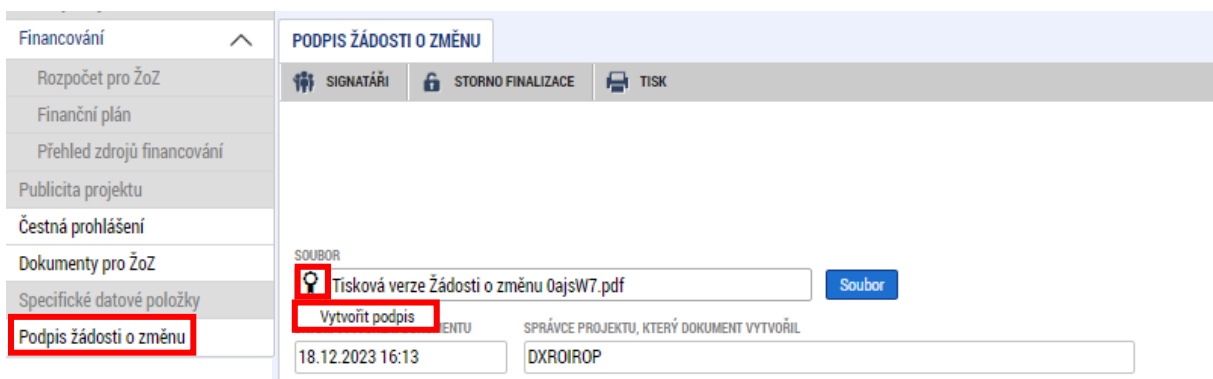 Financování
Rozpočet pro ŽoZ
Finanční plán
Přehled zdrojů financování
Publicita projektu
Čestná prohlášení
Dokumenty pro ŽoZ
Specifické datové položky
Podpis žádosti o změnu
PODPIS ŽÁDOSTI O ZMĚNU
SIGNATÁŘI STORNO FINALIZACE TISK
SOUBOR
Tisková verze Žádosti o změnu 0ajsW7.pdf Soubor
Vytvořit podpis
SPRÁVCE PROJEKTU, KTERÝ DOKUMENT VYTVOŘIL
18.12.2023 16:13 DXROIROP